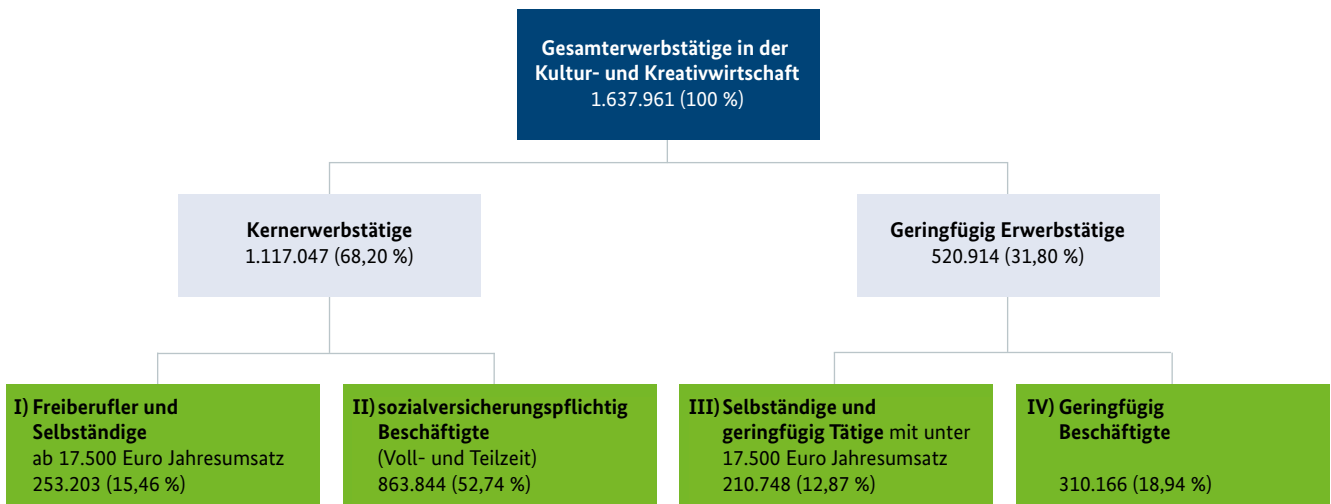 Gesamterwerbstätige in der
Kultur- und Kreativwirtschaft
1.637.961 (100 %)
Kernerwerbstätige
1.117.047 (68,20 %)
Geringfügig Erwerbstätige
520.914 (31,80 %)
I) Freiberufler und
Selbständige
ab 17.500 Euro Jahresumsatz
253.203 (15,46 %)
II) sozialversicherungspflichtig
Beschäftigte
(Voll- und Teilzeit)
863.844 (52,74 %)
III) Selbständige und
geringfügig Tätige mit unter
17.500 Euro Jahresumsatz
210.748 (12,87 %)
IV) Geringfügig
Beschäftigte
310.166 (18,94 %)